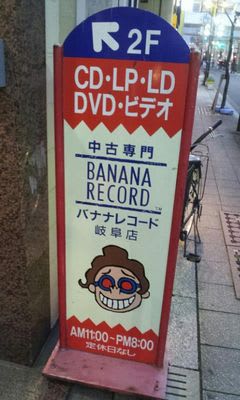 2F
CD・LP・LD
DVD・ビデオ
中古専門
BANANA
RECORD
TM
バナナレコード
岐阜店
AM11:00~PM8:00
定休日なし